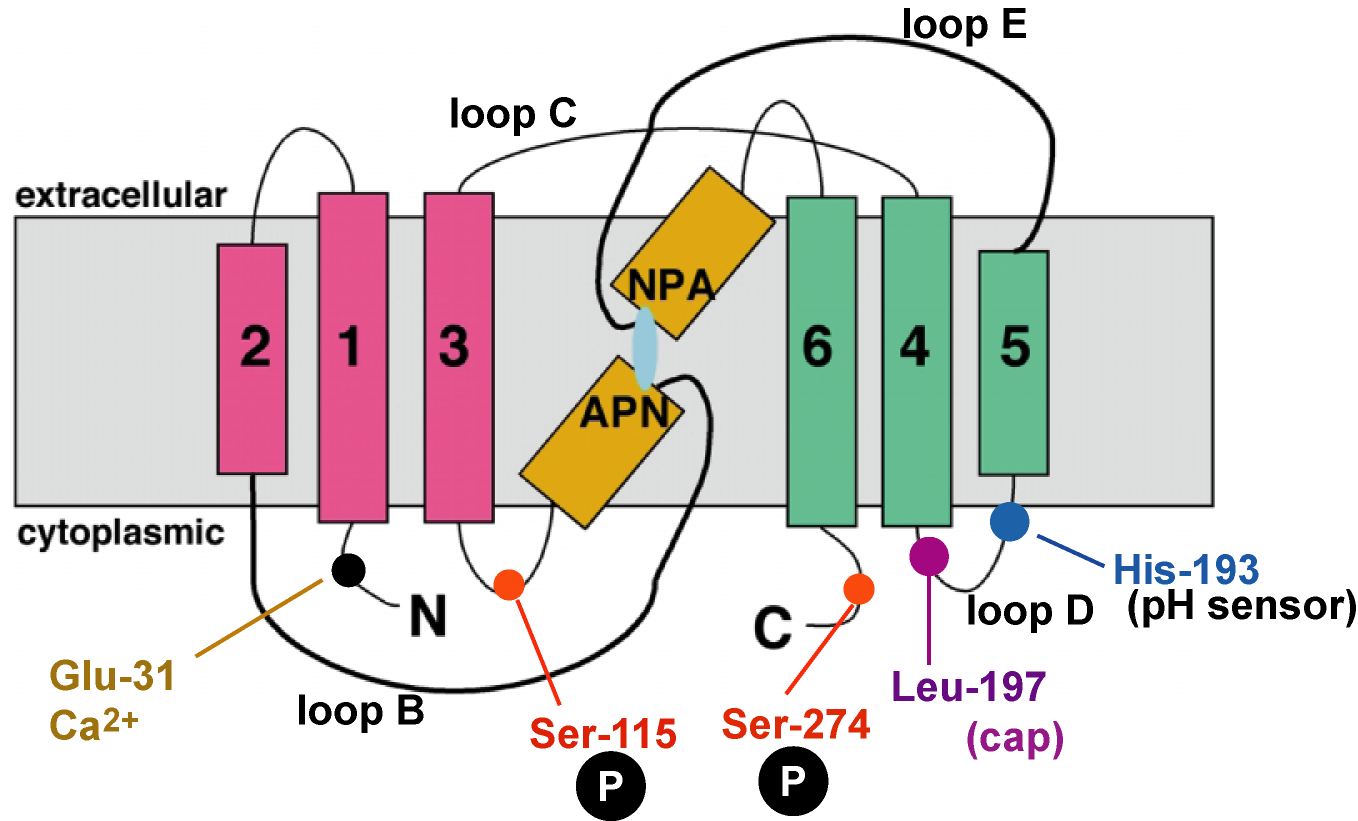 loop E
loop C
extracellular
NPA
2
1
3
6
4
5
APN
cytoplasmic
His-193
(pH sensor)
N
loop D
C
Glu-31
Ca2+
loop B
Leu-197
(cap)
Ser-115
Ser-274
P
P